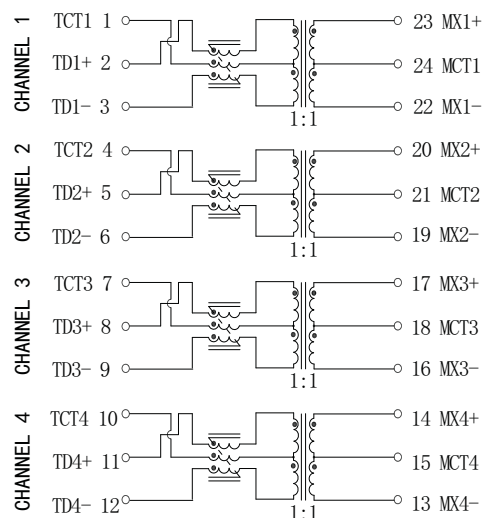 CHANNEL 1
TCT1 1
23 MX1+
TD1+ 2
24 MCT1
TD1- 3
22 MX1-
1:1
CHANNEL 2
TCT2 4
20 MX2+
TD2+ 5
21 MCT2
TD2- 6
19 MX2-
1:1
CHANNEL 3
TCT3 7
17 MX3+
TD3+ 8
18 MCT3
TD3- 9
16 MX3-
1:1
CHANNEL 4
TCT4 10
14 MX4+
TD4+ 11
15 MCT4
TD4- 12
13 MX4-
1:1